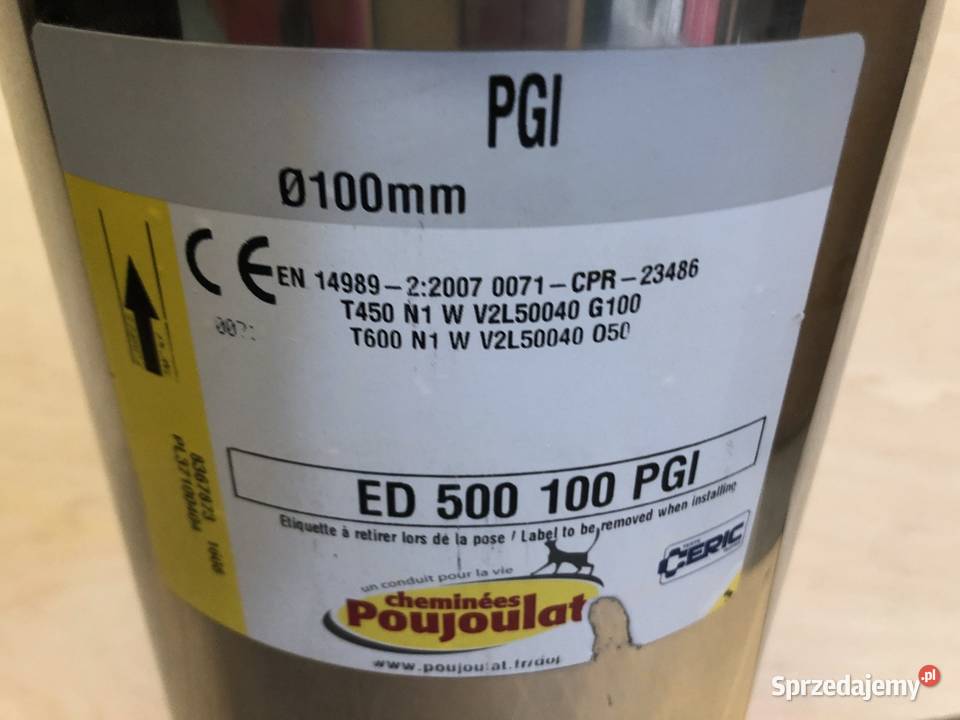 PGI
Ø100mm
CE EN 14989-2:2007 0071-CPR-23486
T450 N1 W V2L50040 G100
T600 N1 W V2L50040 O50
ED 500 100 PGI
Etiquette à retirer lors de la pose / Label to be removed when installing
CERIC
un conduit pour la vie
cheminées
Poujoulat
www.poujoulat.fr/dop
Sprzedajemy.pl